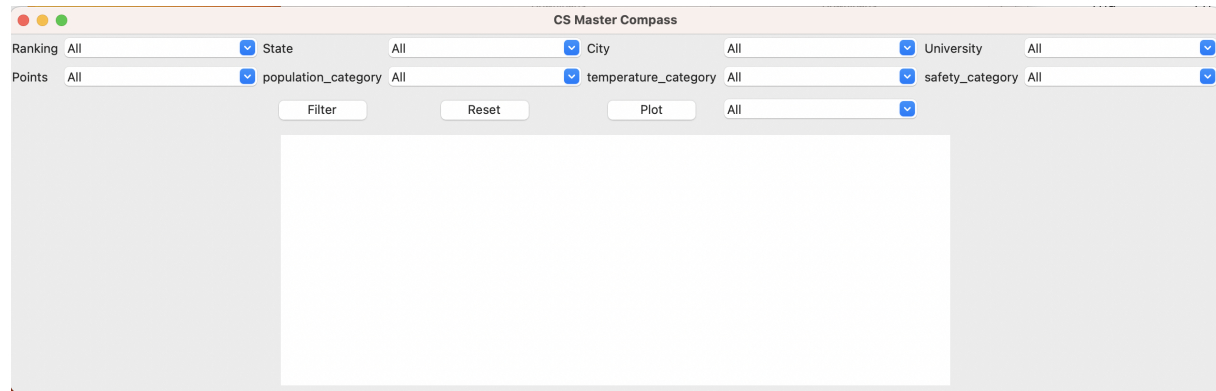 CS Master Compass
Ranking All State All City All University All
Points All population_category All temperature_category All safety_category All
Filter Reset Plot All